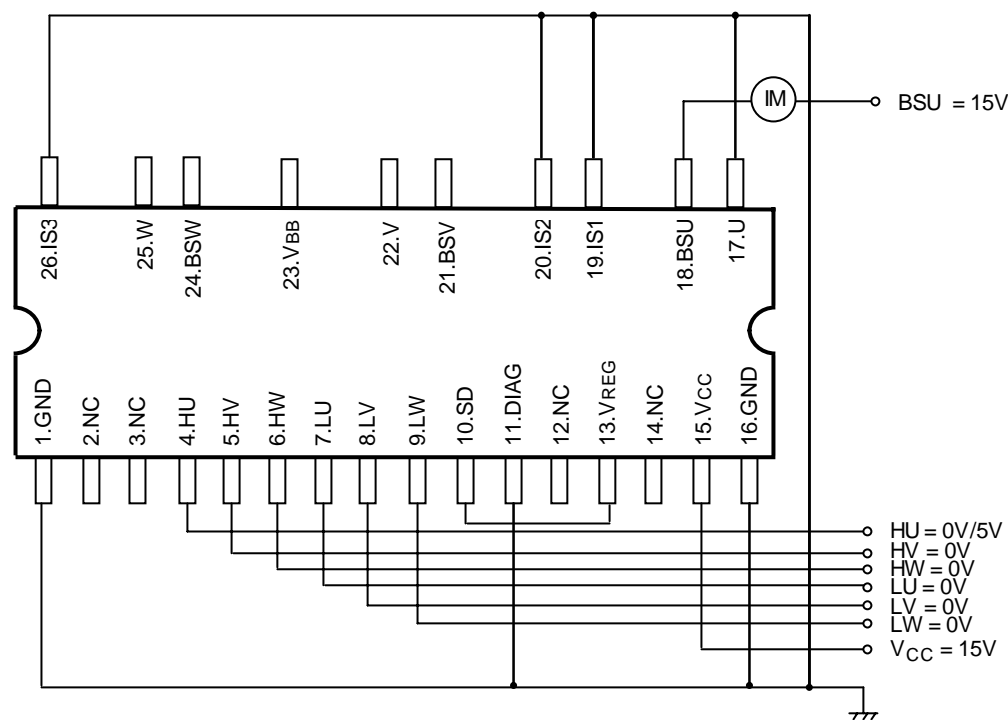 IM
BSU = 15V
26.IS3
25.W
24.BSW
23.VBB
22.V
21.BSV
20.IS2
19.IS1
18.BSU
17.U
1.GND
2.NC
3.NC
4.HU
5.HV
6.HW
7.LU
8.LV
9.LW
10.SD
11.DIAG
12.NC
13.VREG
14.NC
15.VCC
16.GND
HU = 0V/5V
HV = 0V
HW = 0V
LU = 0V
LV = 0V
LW = 0V
VCC = 15V